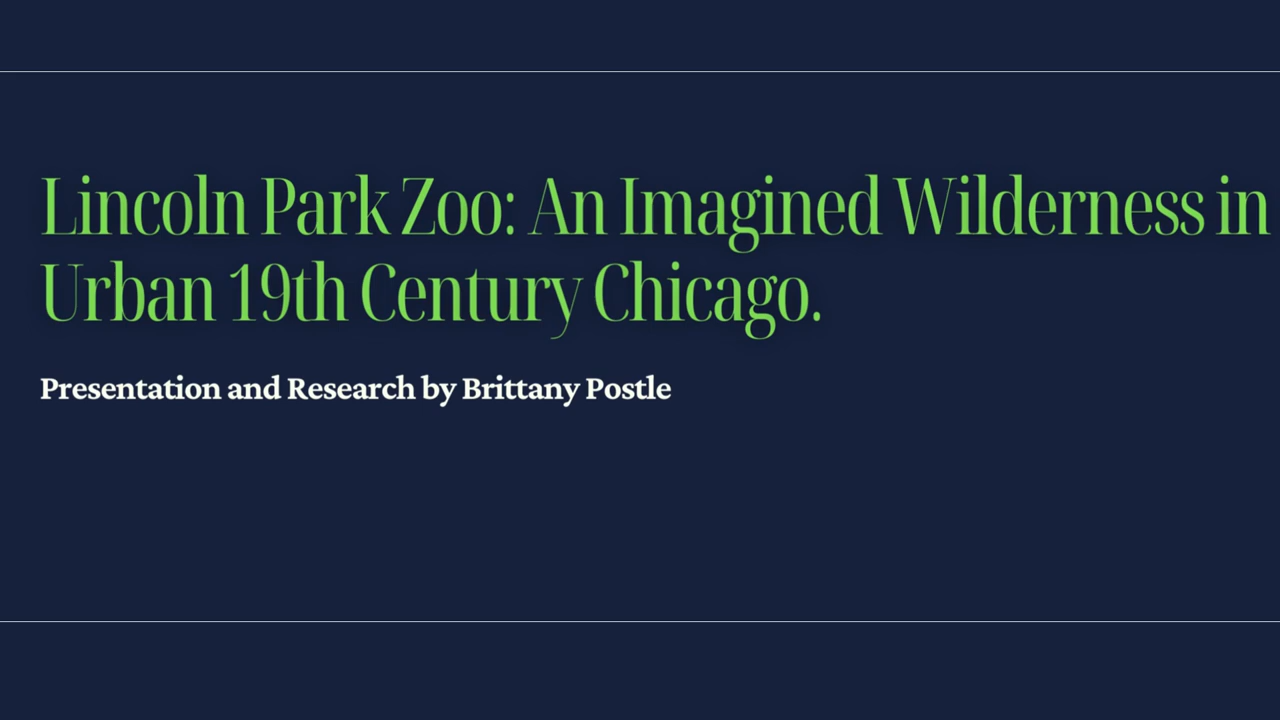 Lincoln Park Zoo: An Imagined Wilderness in
Urban 19th Century Chicago.
Presentation and Research by Brittany Postle